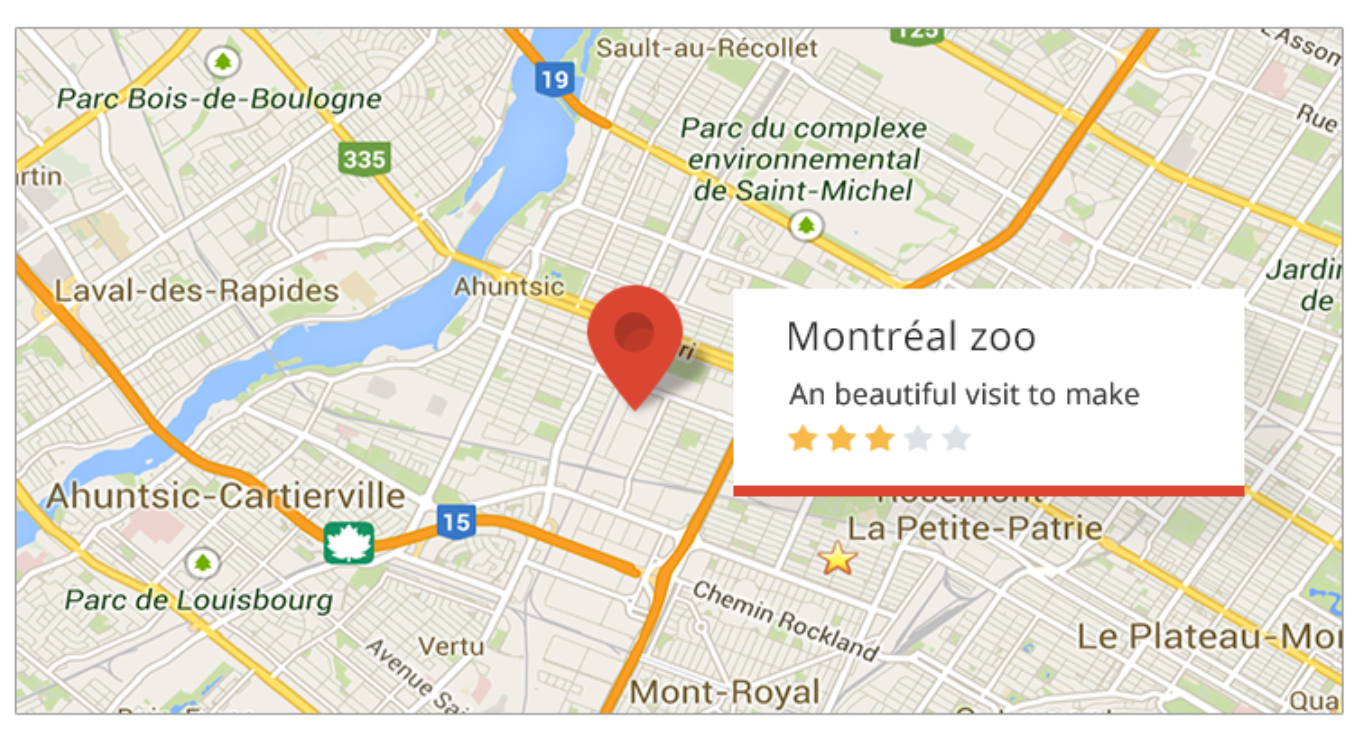 Sault-au-Récollet
125
L'Assom
19
Parc Bois-de-Boulogne
Rue
Parc du complexe
environnemental
de Saint-Michel
335
rtin
Jardin
de
Laval-des-Rapides
Ahuntsic
ri
Montréal zoo
An beautiful visit to make
Ahuntsic-Cartierville
Rosemont
La Petite-Patrie
15
Parc de Louisbourg
Chemin Rockland
Vertu
Avenue Sa
Le Plateau-Mo
Mont-Royal
Qua